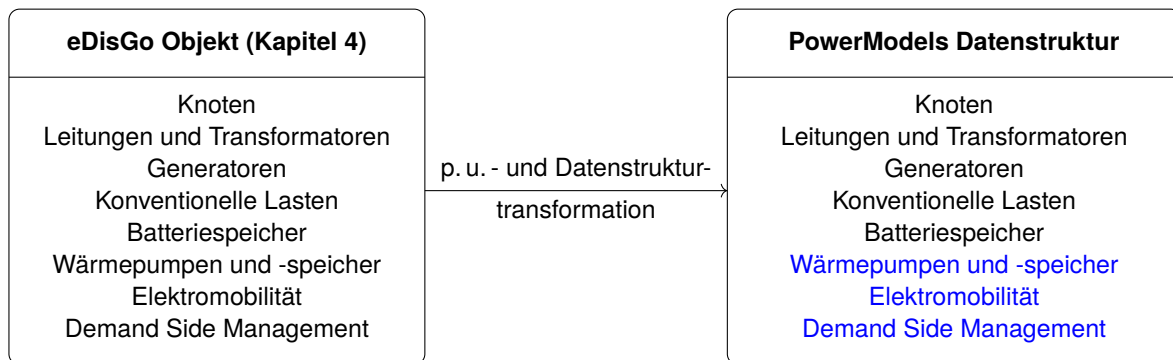 eDisGo Objekt (Kapitel 4)
Knoten
Leitungen und Transformatoren
Generatoren
Konventionelle Lasten
Batteriespeicher
Wärmepumpen und -speicher
Elektromobilität
Demand Side Management
p. u. - und Datenstruktur-
transformation
PowerModels Datenstruktur
Knoten
Leitungen und Transformatoren
Generatoren
Konventionelle Lasten
Batteriespeicher
Wärmepumpen und -speicher
Elektromobilität
Demand Side Management